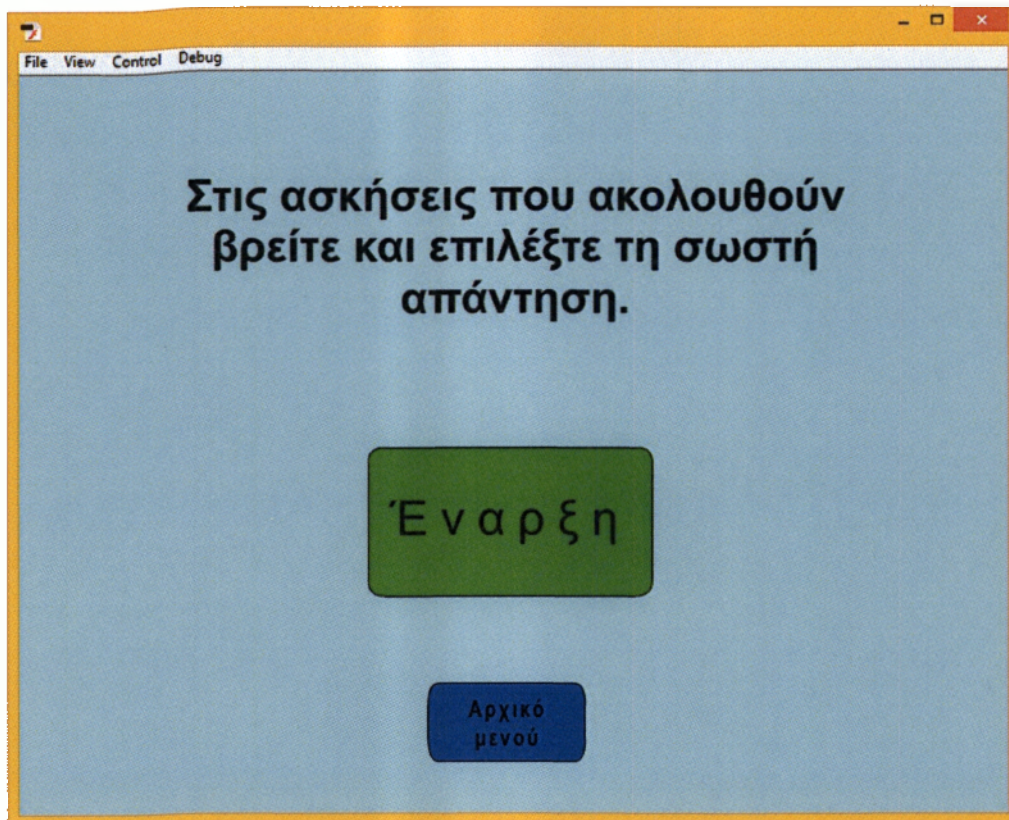 File View Control Debug
Στις ασκήσεις που ακολουθούν
βρείτε και επιλέξτε τη σωστή
απάντηση.
Έναρξη
Αρχικό
μενού